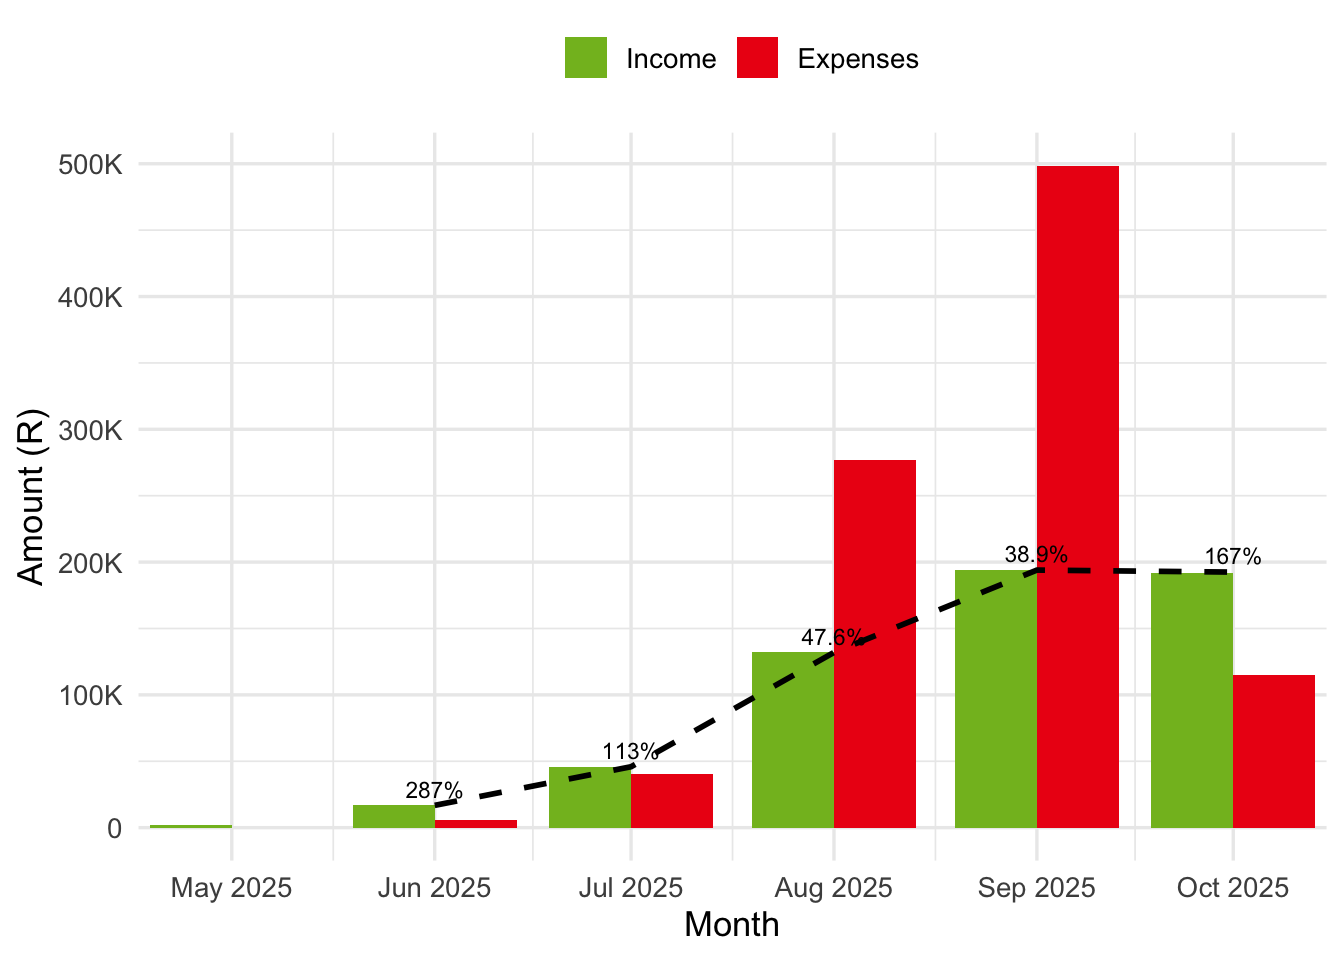 Income Expenses
500K
400K
300K
200K
100K
0
Amount (R)
287%
113%
47.6%
38.9%
167%
May 2025 Jun 2025 Jul 2025 Aug 2025 Sep 2025 Oct 2025
Month